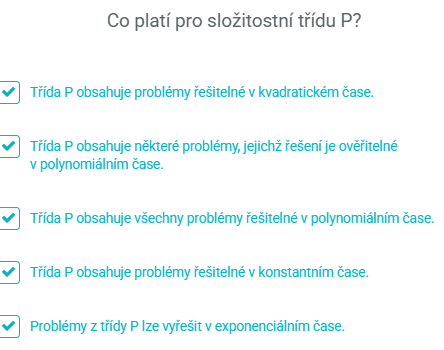 Co platí pro složitostní třídu P?
Třída P obsahuje problémy řešitelné v kvadratickém čase.
Třída P obsahuje některé problémy, jejichž řešení je ověřitelné
v polynomiálním čase.
Třída P obsahuje všechny problémy řešitelné v polynomiálním čase.
Třída P obsahuje problémy řešitelné v konstantním čase.
Problémy z třídy P lze vyřešit v exponenciálním čase.